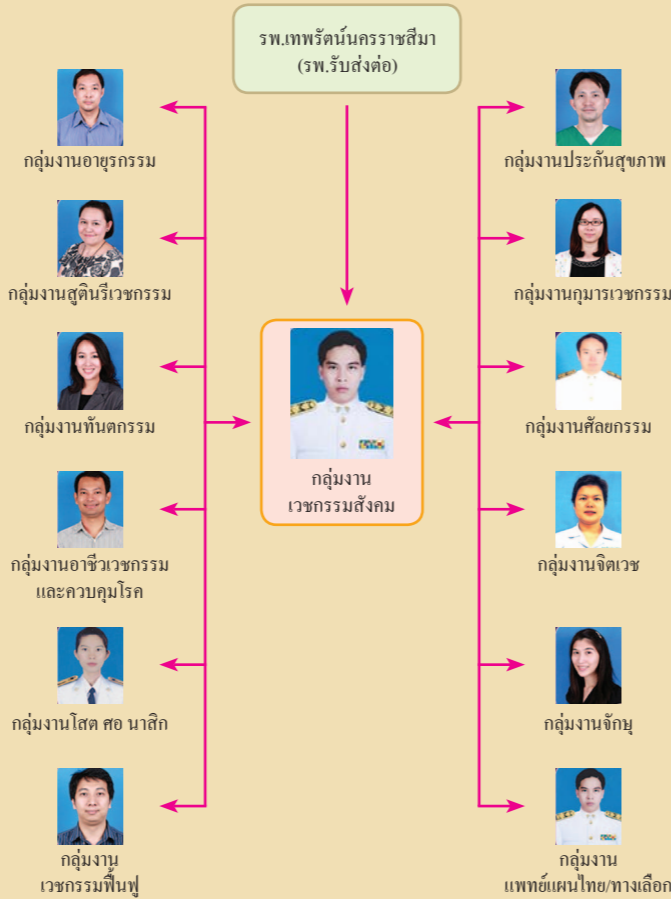 รพ.เทพรัตน์นครราชสีมา
(รพ.รับส่งต่อ)
กลุ่มงานอายุรกรรม
กลุ่มงานประกันสุขภาพ
กลุ่มงานสูตินรีเวชกรรม
กลุ่มงานกุมารเวชกรรม
กลุ่มงานทันตกรรม
กลุ่มงานศัลยกรรม
กลุ่มงาน
เวชกรรมสังคม
กลุ่มงานอาชีวเวชกรรม
และควบคุมโรค
กลุ่มงานจิตเวช
กลุ่มงานโสต ศอ นาสิก
กลุ่มงานจักษุ
กลุ่มงาน
เวชกรรมฟื้นฟู
กลุ่มงาน
แพทย์แผนไทย/ทางเลือก